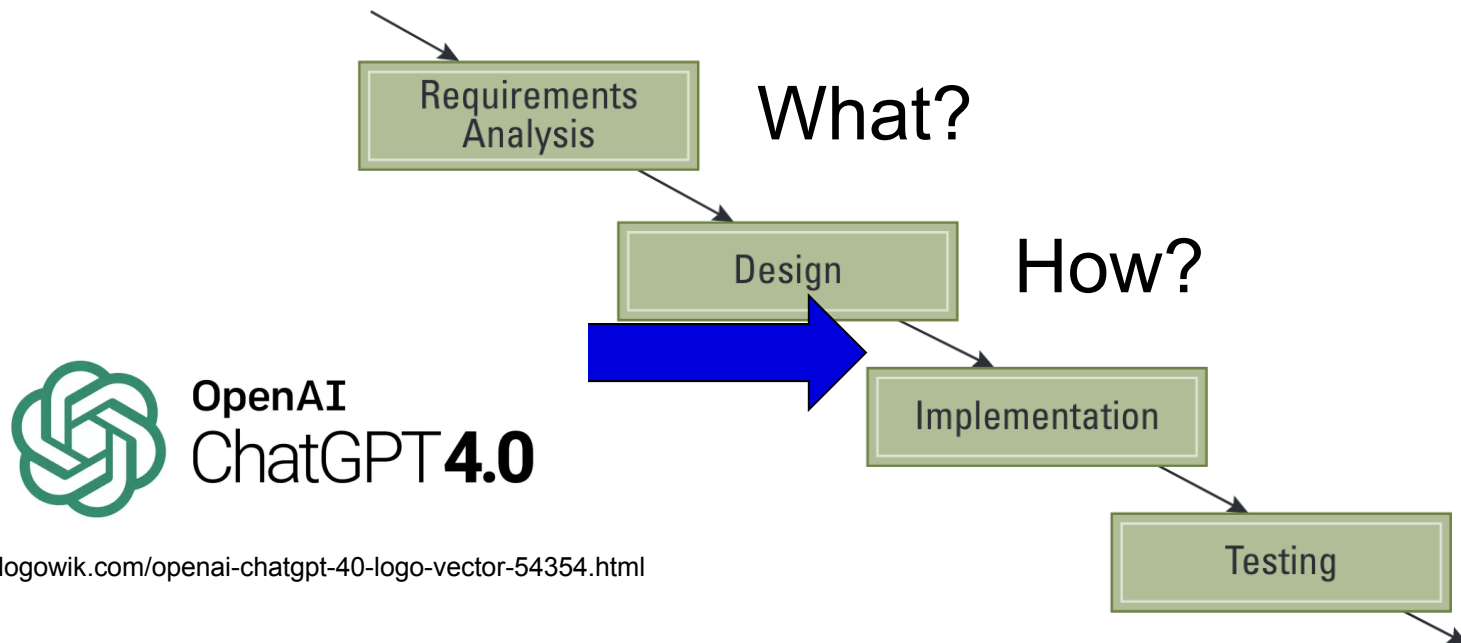 Requirements
Analysis
What?
Design
How?
Implementation
OpenAI
ChatGPT4.0
logowik.com/openai-chatgpt-40-logo-vector-54354.html
Testing